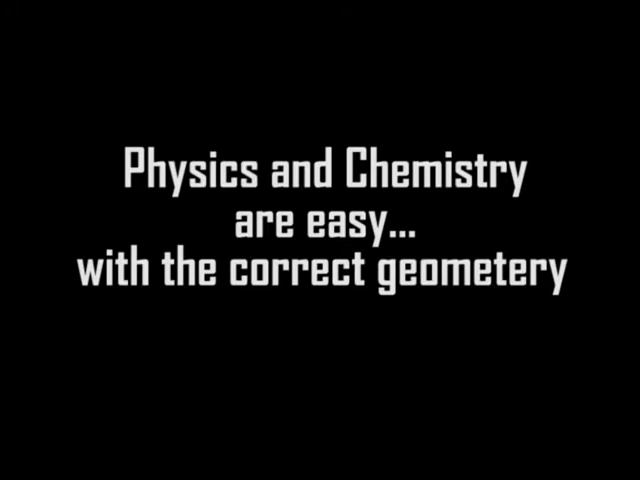 Physics and Chemistry
are easy...
with the correct geometery